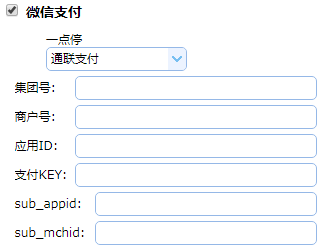 微信支付
一点停
通联支付
集团号:
商户号:
应用ID:
支付KEY:
sub_appid:
sub_mchid: